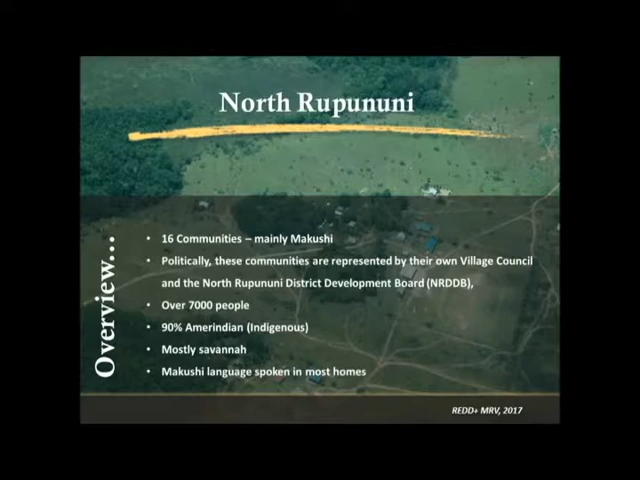 North Rupununi
Overview...
• 16 Communities – mainly Makushi
• Politically, these communities are represented by their own Village Council
and the North Rupununi District Development Board (NRDDB),
• Over 7000 people
• 90% Amerindian (Indigenous)
• Mostly savannah
• Makushi language spoken in most homes
REDD+ MRV, 2017